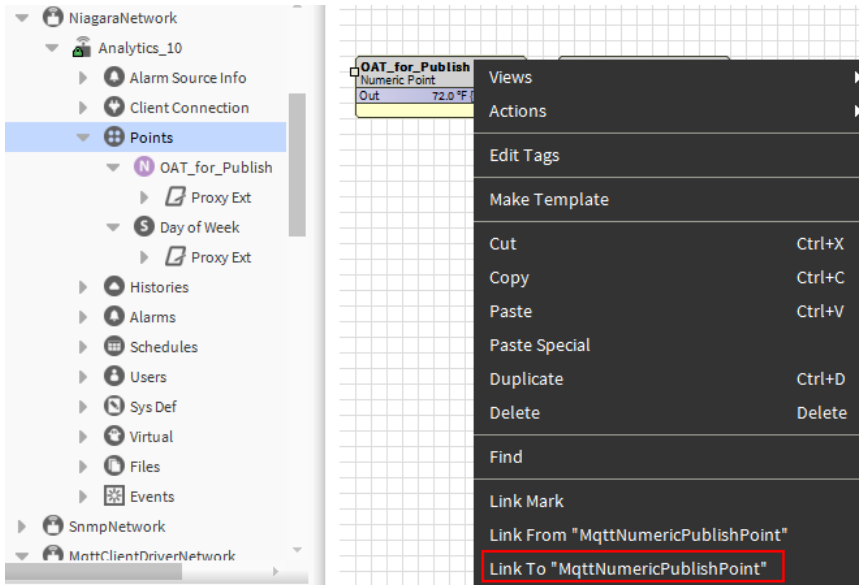 NiagaraNetwork
Analytics_10
Alarm Source Info
Client Connection
Points
N OAT_for_Publish
Proxy Ext
S Day of Week
Proxy Ext
Histories
Alarms
Schedules
Users
Sys Def
Virtual
Files
Events
SnmpNetwork
MqttClientDriverNetwork
OAT_for_Publish
Numeric Point
Out 72.0 °F {
Views
Actions
Edit Tags
Make Template
Cut Ctrl+X
Copy Ctrl+C
Paste Ctrl+V
Paste Special
Duplicate Ctrl+D
Delete Delete
Find
Link Mark
Link From "MqttNumericPublishPoint"
Link To "MqttNumericPublishPoint"